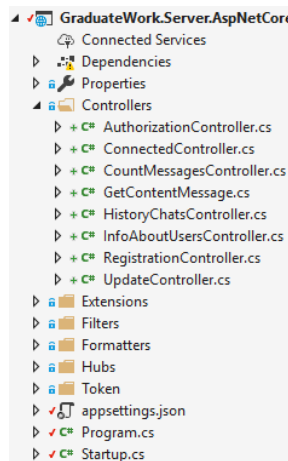 GraduateWork.Server.AspNetCore
Connected Services
Dependencies
Properties
Controllers
C# AuthorizationController.cs
C# ConnectedController.cs
C# CountMessagesController.cs
C# GetContentMessage.cs
C# HistoryChatsController.cs
C# InfoAboutUsersController.cs
C# RegistrationController.cs
C# UpdateController.cs
Extensions
Filters
Formatters
Hubs
Token
appsettings.json
C# Program.cs
C# Startup.cs